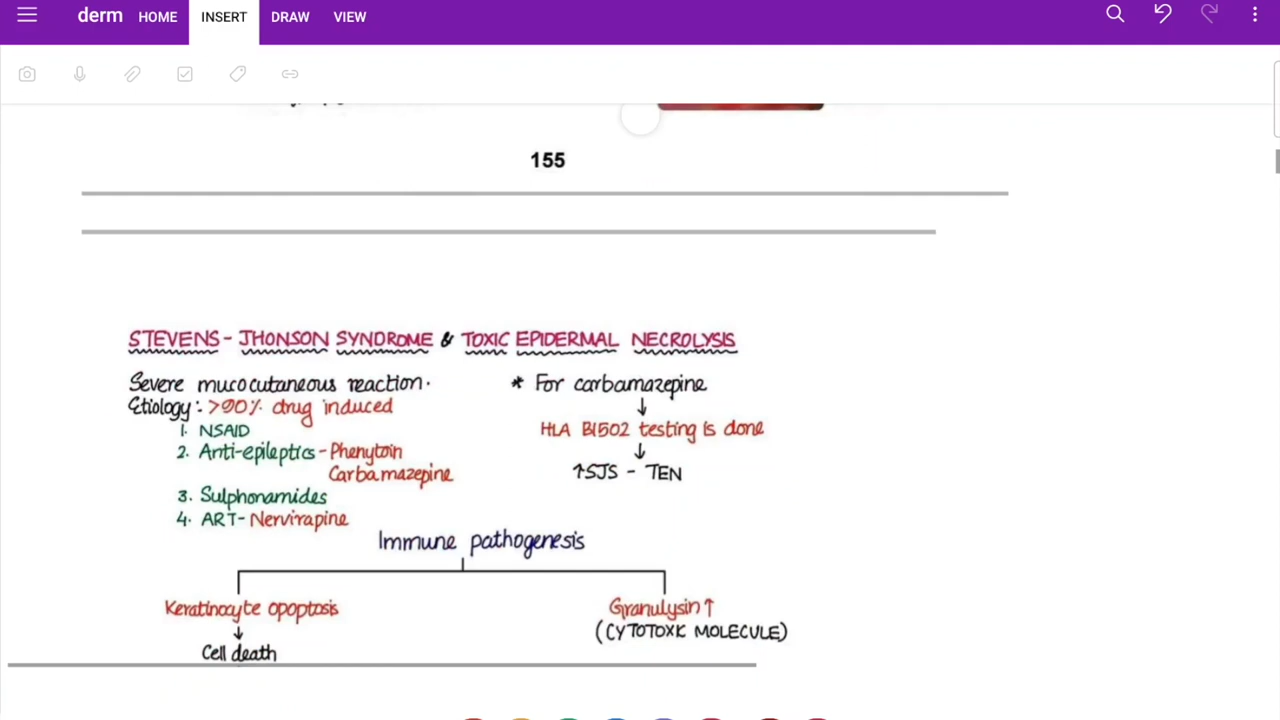 derm HOME INSERT DRAW VIEW
155
STEVENS- JHONSON SYNDROME & TOXIC EPIDERMAL NECROLYSIS
Severe mucocutaneous reaction.
Etiology: >90% drug induced
1. NSAID
2. Anti-epileptics - Phenytoin
Carbamazepine
3. Sulphonamides
4. ART- Nervirapine
* For carbamazepine
↓
HLA B1502 testing is done
↓
↑SJS - TEN
Immune pathogenesis
Keratinocyte opoptosis
↓
Cell death
Granulysin ↑
(CYTOTOXIC MOLECULE)